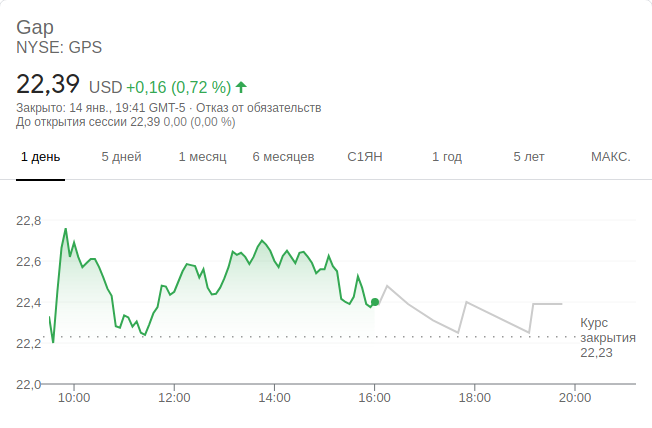 Gap
NYSE: GPS
22,39 USD +0,16 (0,72 %)
Закрыто: 14 янв., 19:41 GMT-5 · Отказ от обязательств
До открытия сессии 22,39 0,00 (0,00 %)
1 день 5 дней 1 месяц 6 месяцев С1ЯН 1 год 5 лет МАКС.
22,8
22,6
22,4
22,2
22,0
Курс
закрытия
22,23
10:00 12:00 14:00 16:00 18:00 20:00